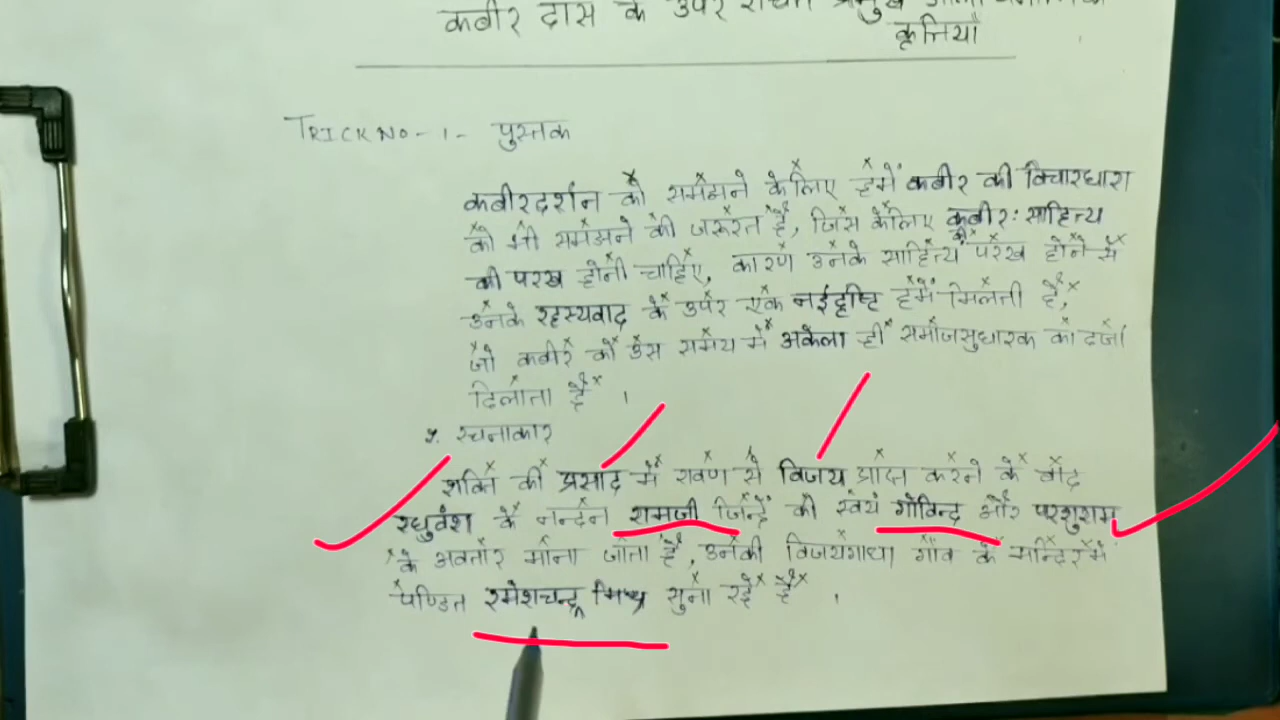 कबीर दास के उपर रचित प्रमुख
कृतियाँ
TRICK NO - 1 - पुस्तक
कबीरदर्शन को समझने के लिए हमें कबीर की विचारधारा
को भी समझने की जरूरत है, जिस के लिए कबीर: साहित्य
की परख होनी चाहिए, कारण उनके साहित्य की परख होने से
उनके रहस्यवाद के उपर एक नईदृष्टि हमें मिलती है,
जो कबीर को उस समय में अकेला ही समाजसुधारक का दर्जा
दिलाता है ।
2. रचनाकार
शक्ति की प्रसाद में रावण से विजय प्राप्त करने के बाद
रघुवंश के नन्दन रामजी जिन्हें की स्वयं गोविन्द और परशुराम
के अवतार माना जाता है, उनकी विजयगाथा गाँव के मन्दिर में
पण्डित रमेशचन्द्र मिश्र सुना रहे हैं ।